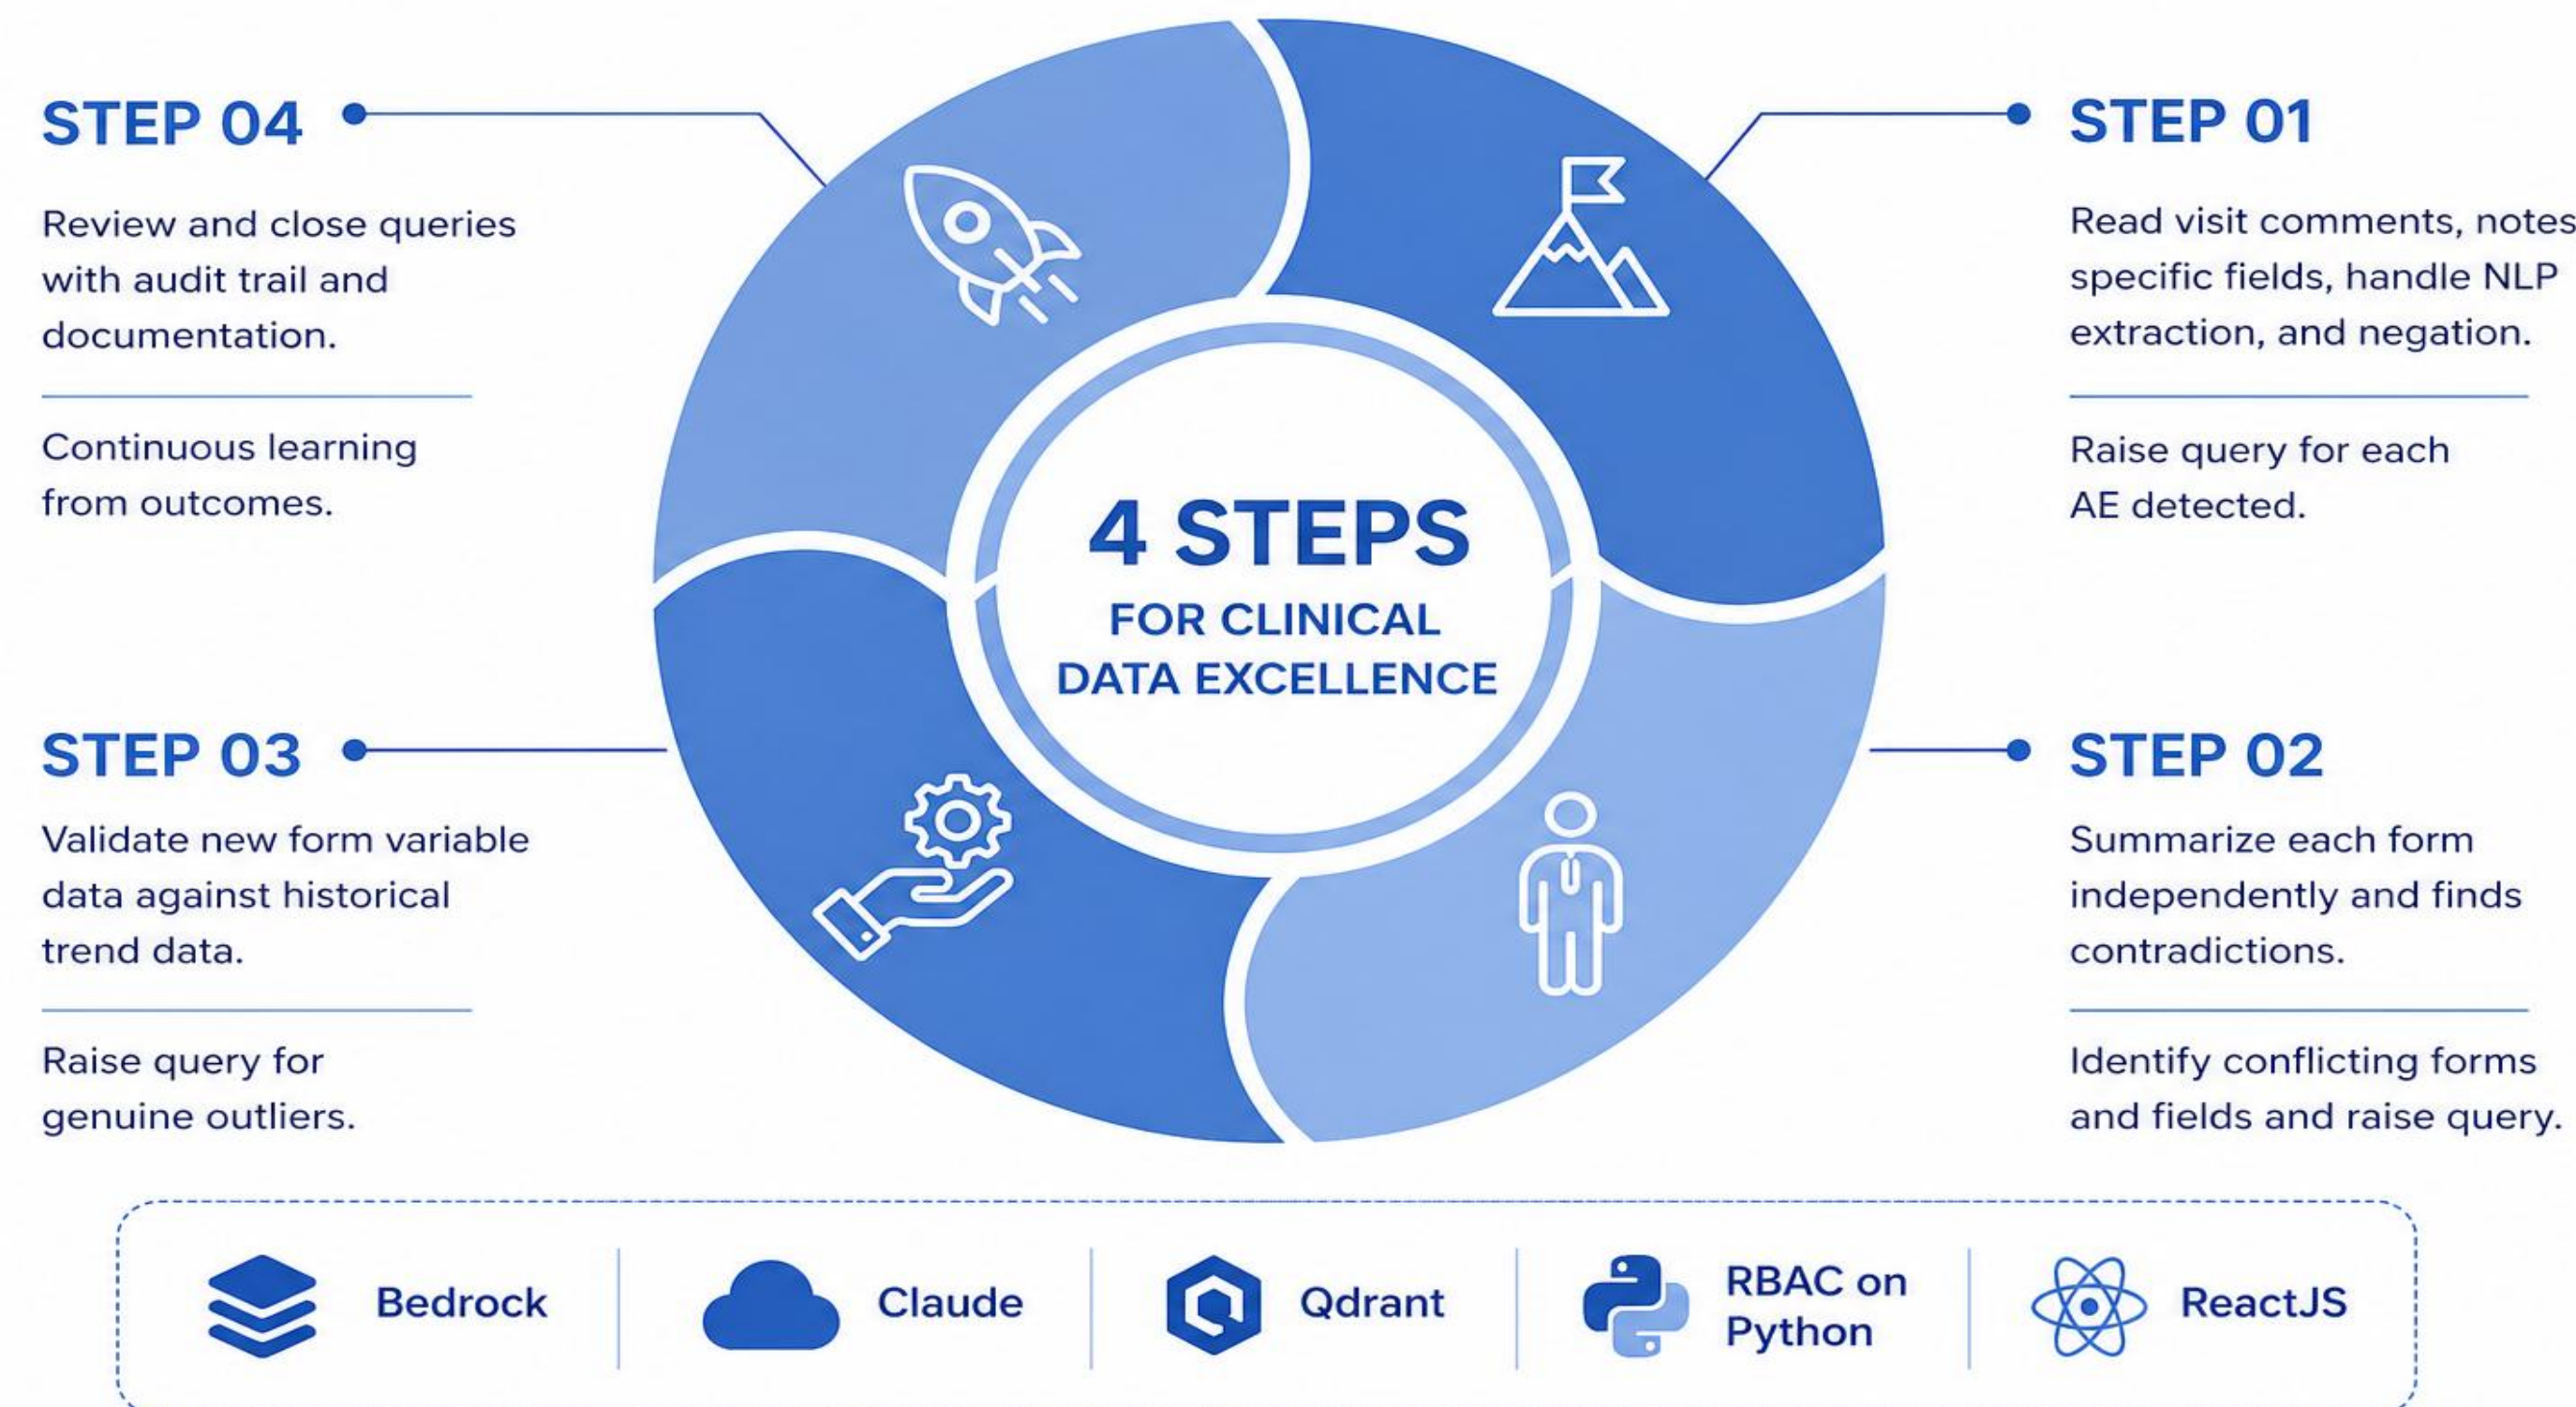 STEP 04
Review and close queries
with audit trail and
documentation.
Continuous learning
from outcomes.
STEP 01
Read visit comments, notes
specific fields, handle NLP
extraction, and negation.
Raise query for each
AE detected.
4 STEPS
FOR CLINICAL
DATA EXCELLENCE
STEP 03
Validate new form variable
data against historical
trend data.
Raise query for
genuine outliers.
STEP 02
Summarize each form
independently and finds
contradictions.
Identify conflicting forms
and fields and raise query.
Bedrock
Claude
Qdrant
RBAC on
Python
ReactJS